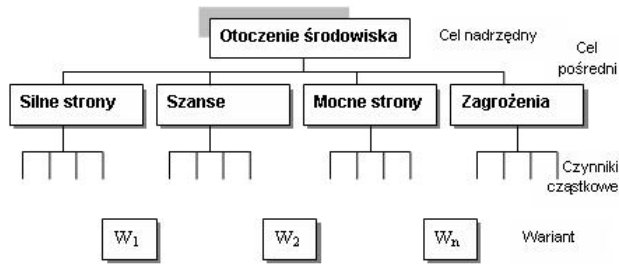 Otoczenie środowiska
Cel nadrzędny
Cel
pośredni
Silne strony
Szanse
Mocne strony
Zagrożenia
Czynniki
cząstkowe
W1
W2
Wn
Wariant